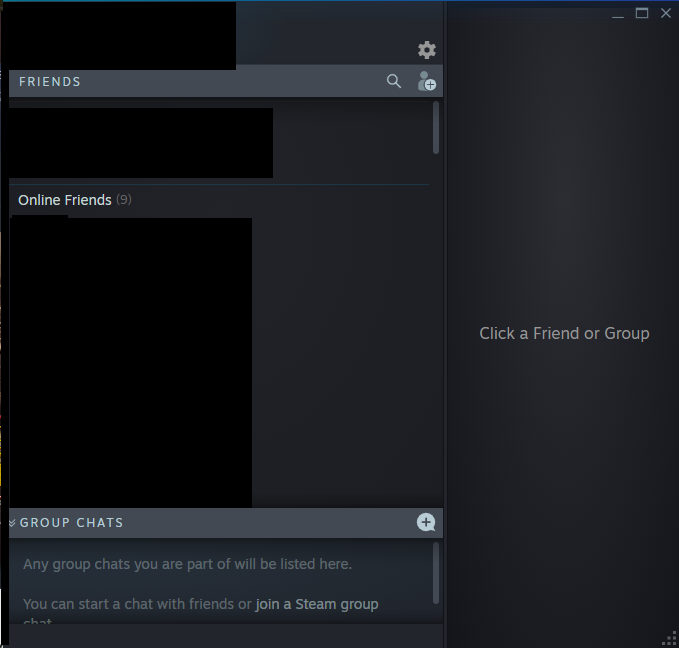 FRIENDS
Online Friends (9)
Click a Friend or Group
GROUP CHATS
Any group chats you are part of will be listed here.
You can start a chat with friends or join a Steam group
chat